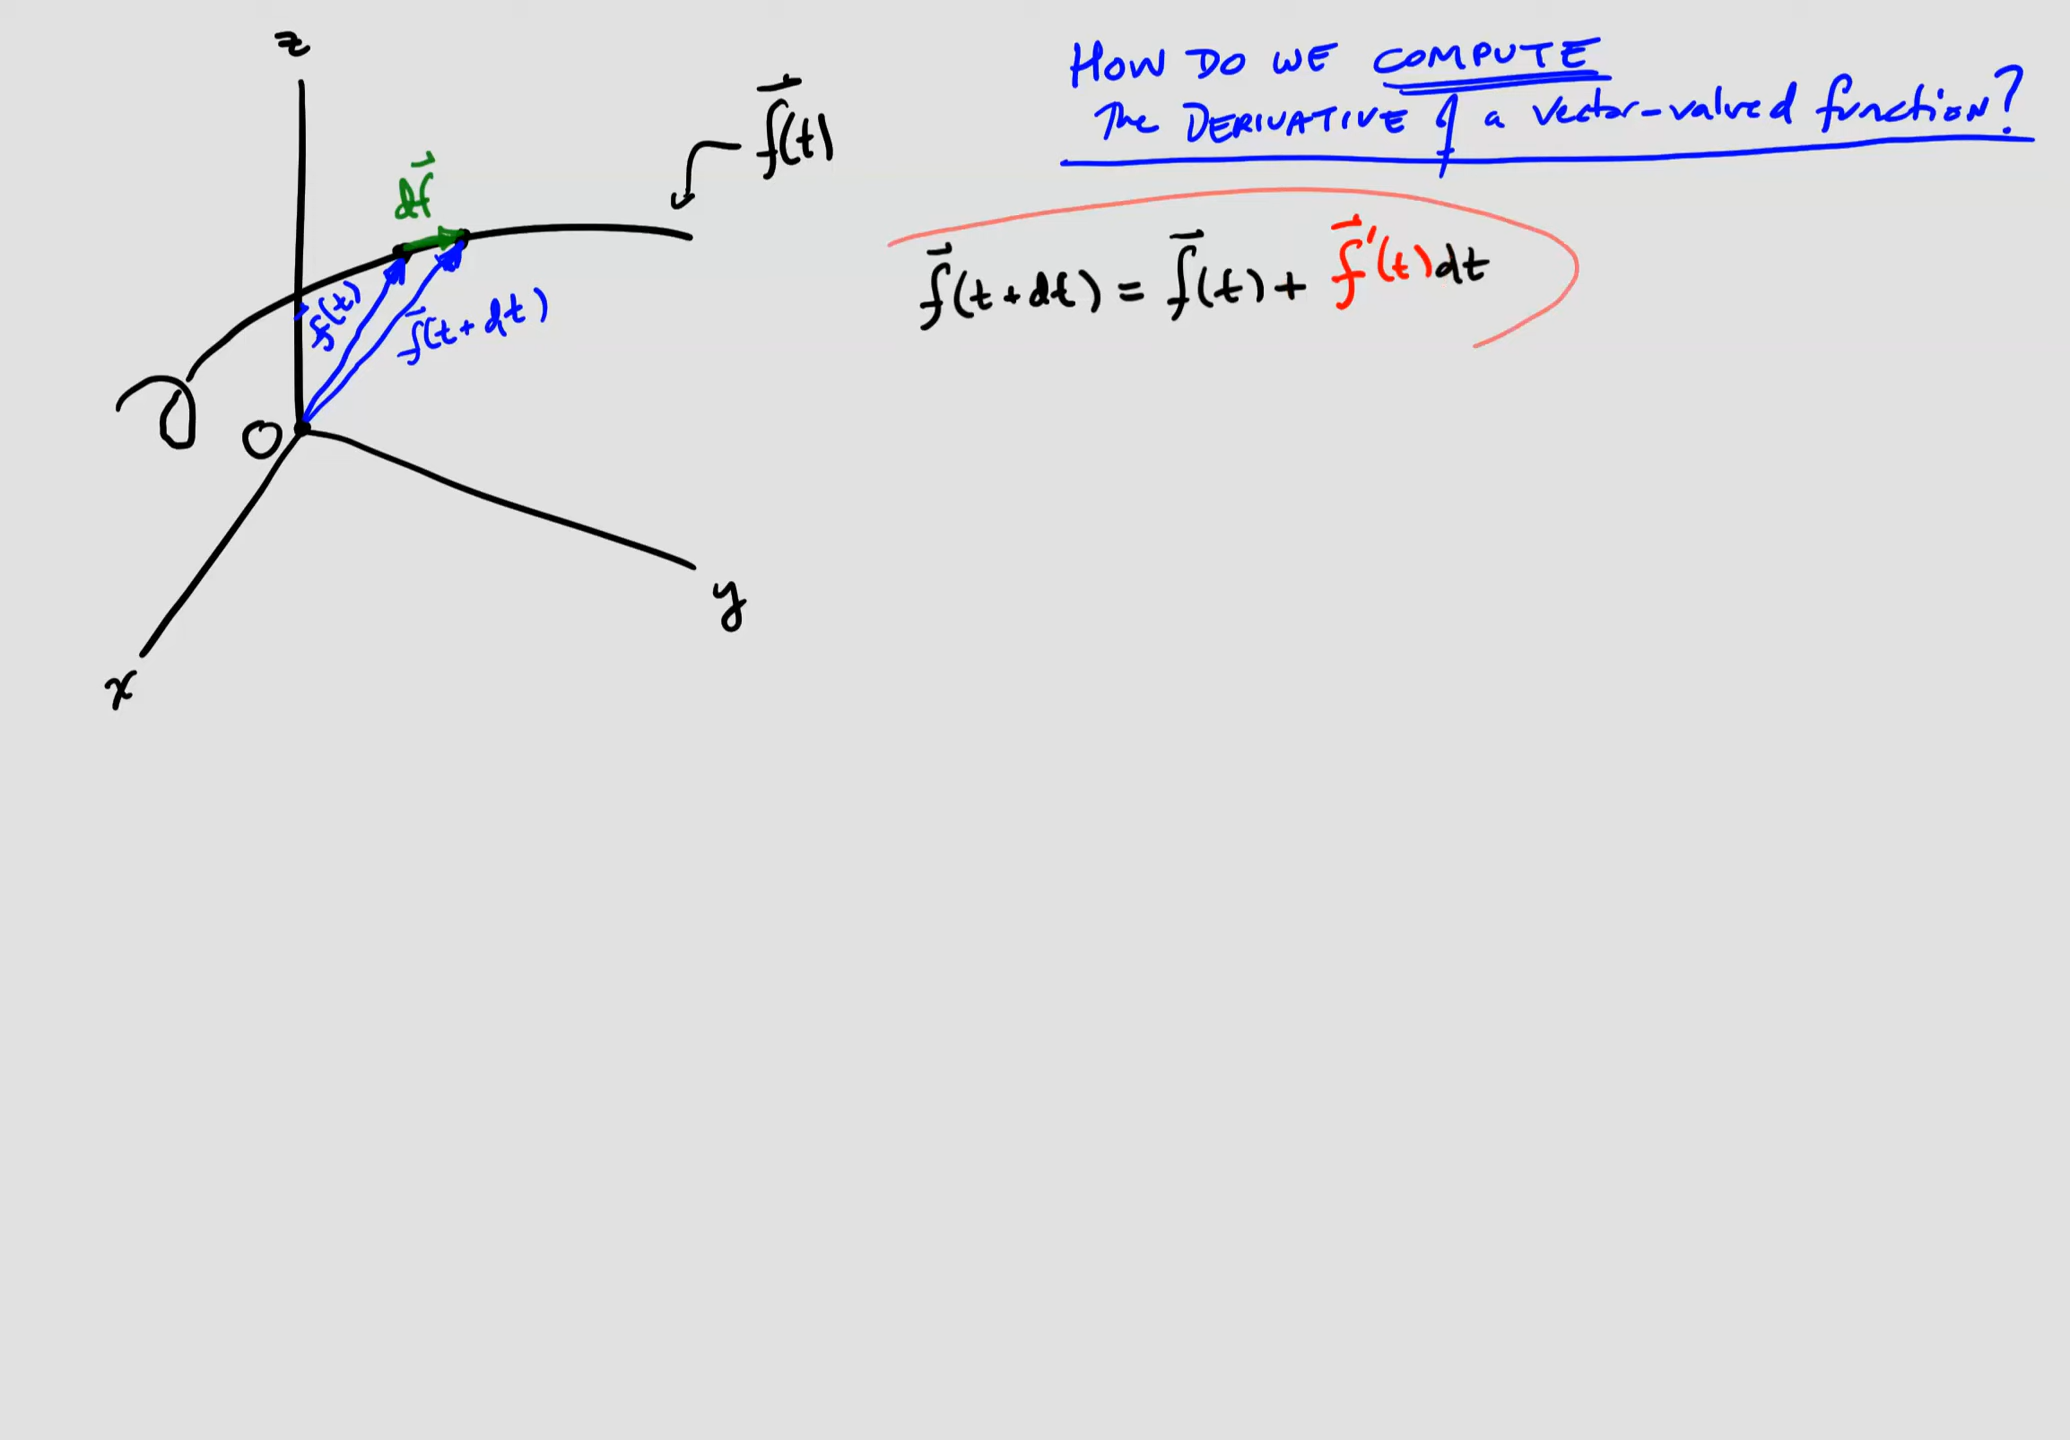 HOW DO WE COMPUTE
The DERIVATIVE of a vector-valued function?
z
f⃗(t)
df⃗
f⃗(t+dt) = f⃗(t) + f⃗'(t)dt
f⃗(t)
f⃗(t+dt)
O
y
x